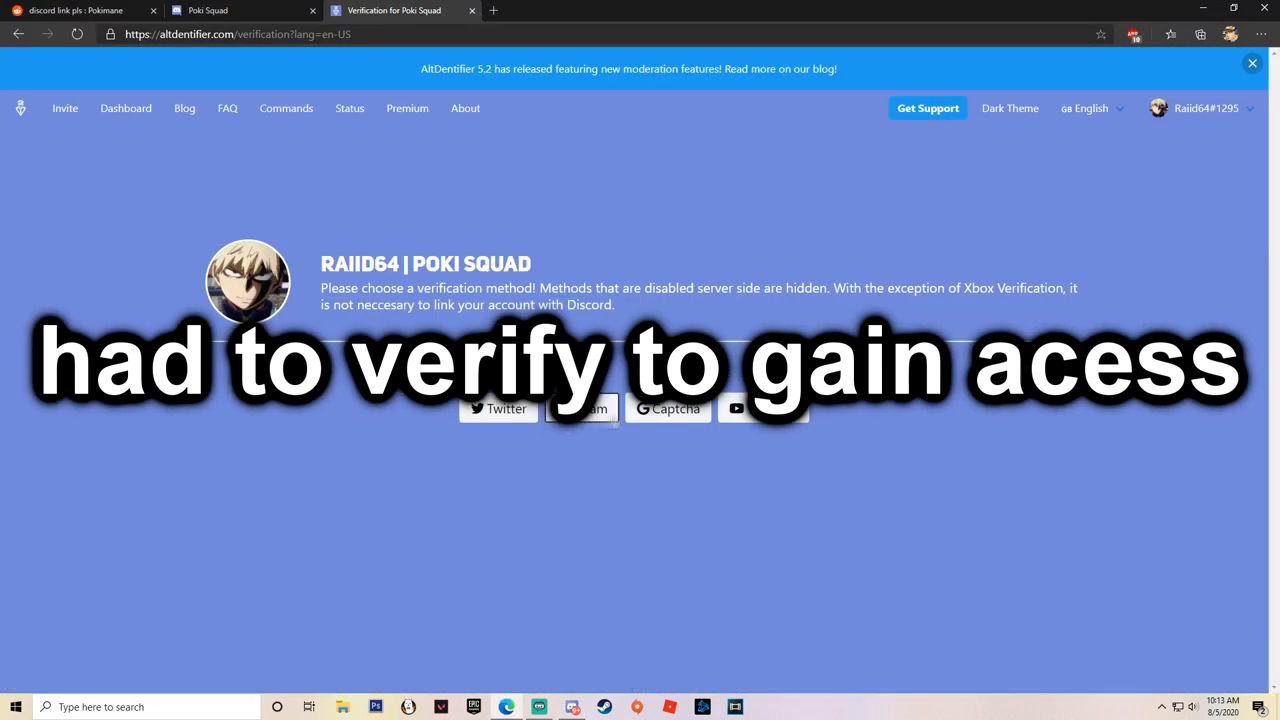 discord link pls : Pokimane
Poki Squad
Verification for Poki Squad
https://altdentifier.com/verification?lang=en-US
10
AltDentifier 5.2 has released featuring new moderation features! Read more on our blog!
Invite Dashboard Blog FAQ Commands Status Premium About Get Support Dark Theme GB English Raiid64#1295
RAIID64 | POKI SQUAD
Please choose a verification method! Methods that are disabled server side are hidden. With the exception of Xbox Verification, it
is not neccesary to link your account with Discord.
had to verify to gain acess
Twitter Captcha
Type here to search
EPIC GAMES
10:13 AM
8/5/2020
2